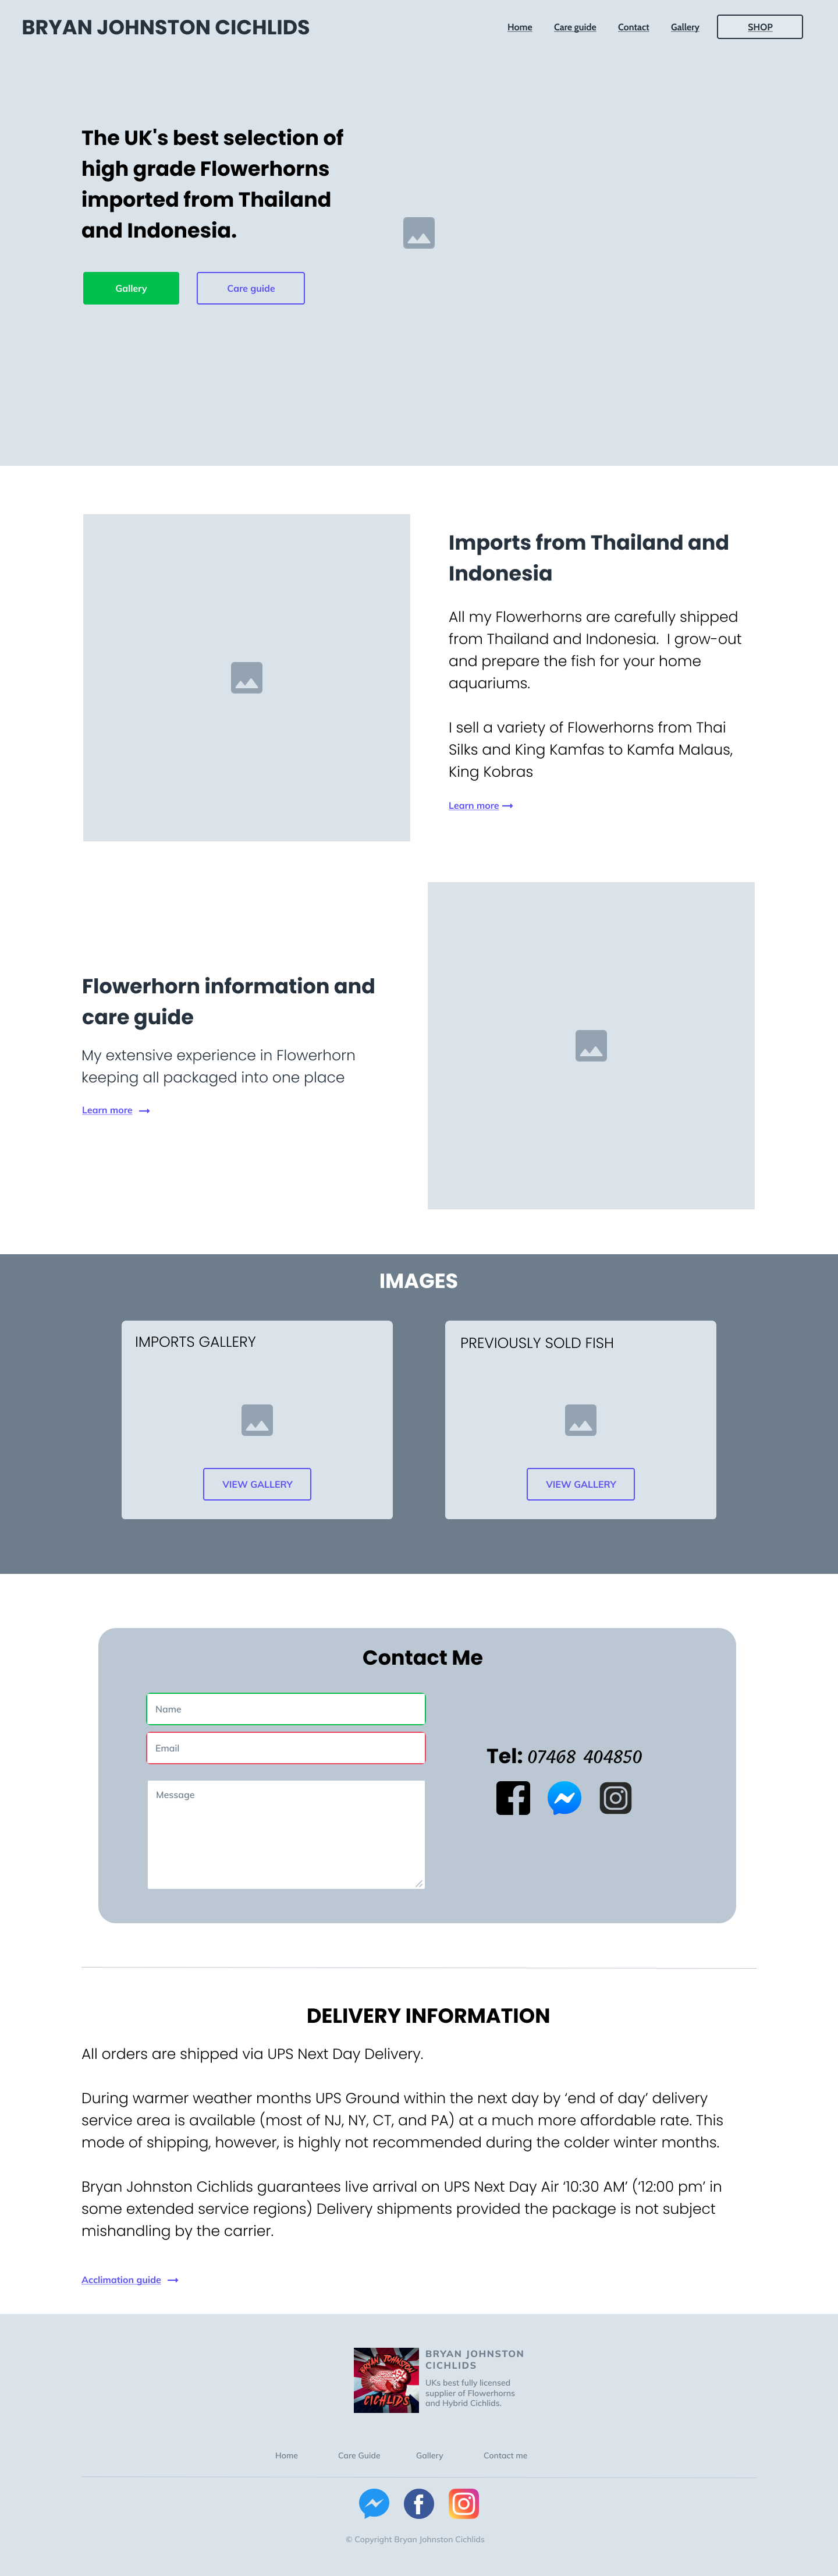 BRYAN JOHNSTON CICHLIDS
Home Care guide Contact Gallery SHOP
The UK's best selection of
high grade Flowerhorns
imported from Thailand
and Indonesia.
Gallery Care guide
Imports from Thailand and
Indonesia
All my Flowerhorns are carefully shipped
from Thailand and Indonesia.  I grow-out
and prepare the fish for your home
aquariums.
I sell a variety of Flowerhorns from Thai
Silks and King Kamfas to Kamfa Malaus,
King Kobras
Learn more
Flowerhorn information and
care guide
My extensive experience in Flowerhorn
keeping all packaged into one place
Learn more
IMAGES
IMPORTS GALLERY
VIEW GALLERY
PREVIOUSLY SOLD FISH
VIEW GALLERY
Contact Me
Name
Email
Message
Tel: 07468 404850
DELIVERY INFORMATION
All orders are shipped via UPS Next Day Delivery.
During warmer weather months UPS Ground within the next day by ‘end of day’ delivery
service area is available (most of NJ, NY, CT, and PA) at a much more affordable rate. This
mode of shipping, however, is highly not recommended during the colder winter months.
Bryan Johnston Cichlids guarantees live arrival on UPS Next Day Air ‘10:30 AM’ (‘12:00 pm’ in
some extended service regions) Delivery shipments provided the package is not subject
mishandling by the carrier.
Acclimation guide
BRYAN JOHNSTON
CICHLIDS
BRYAN JOHNSTON
CICHLIDS
UKs best fully licensed
supplier of Flowerhorns
and Hybrid Cichlids.
Home Care Guide Gallery Contact me
© Copyright Bryan Johnston Cichlids